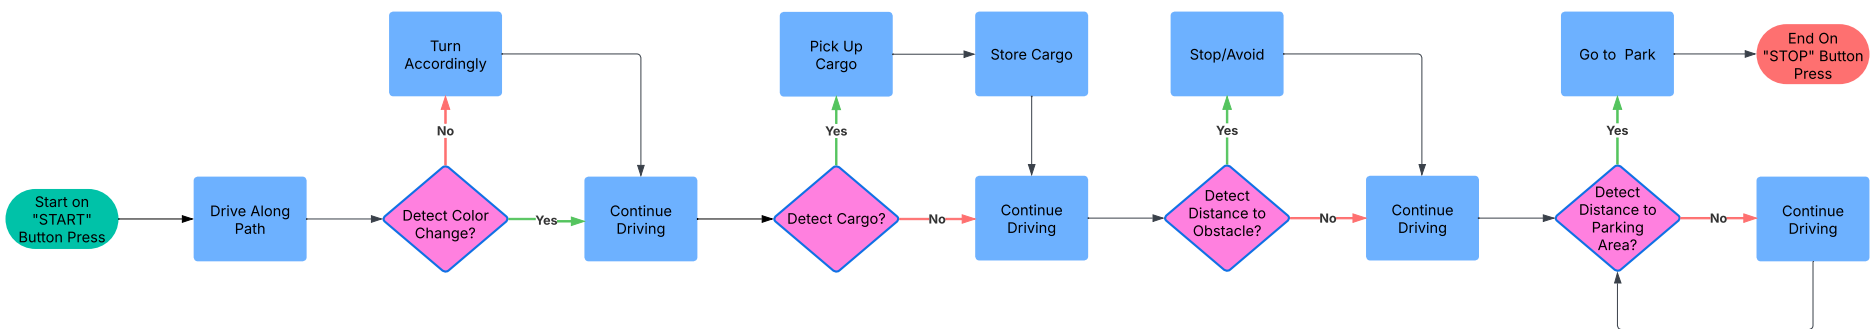 Start on
"START"
Button Press
Drive Along
Path
Detect Color
Change?
No
Turn
Accordingly
Yes
Continue
Driving
Detect Cargo?
Yes
Pick Up
Cargo
Store Cargo
No
Continue
Driving
Detect
Distance to
Obstacle?
Yes
Stop/Avoid
No
Continue
Driving
Detect
Distance to
Parking
Area?
Yes
Go to  Park
End On
"STOP" Button
Press
No
Continue
Driving